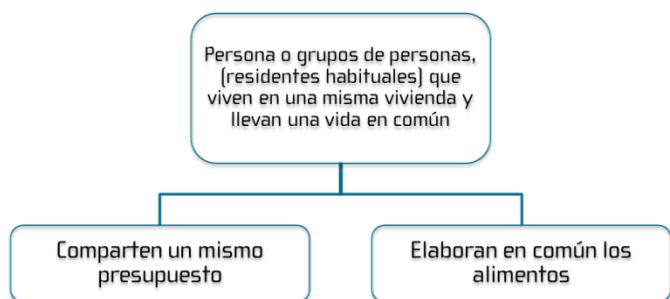 Persona o grupos de personas,
(residentes habituales) que
viven en una misma vivienda y
llevan una vida en común
Comparten un mismo
presupuesto
Elaboran en común los
alimentos